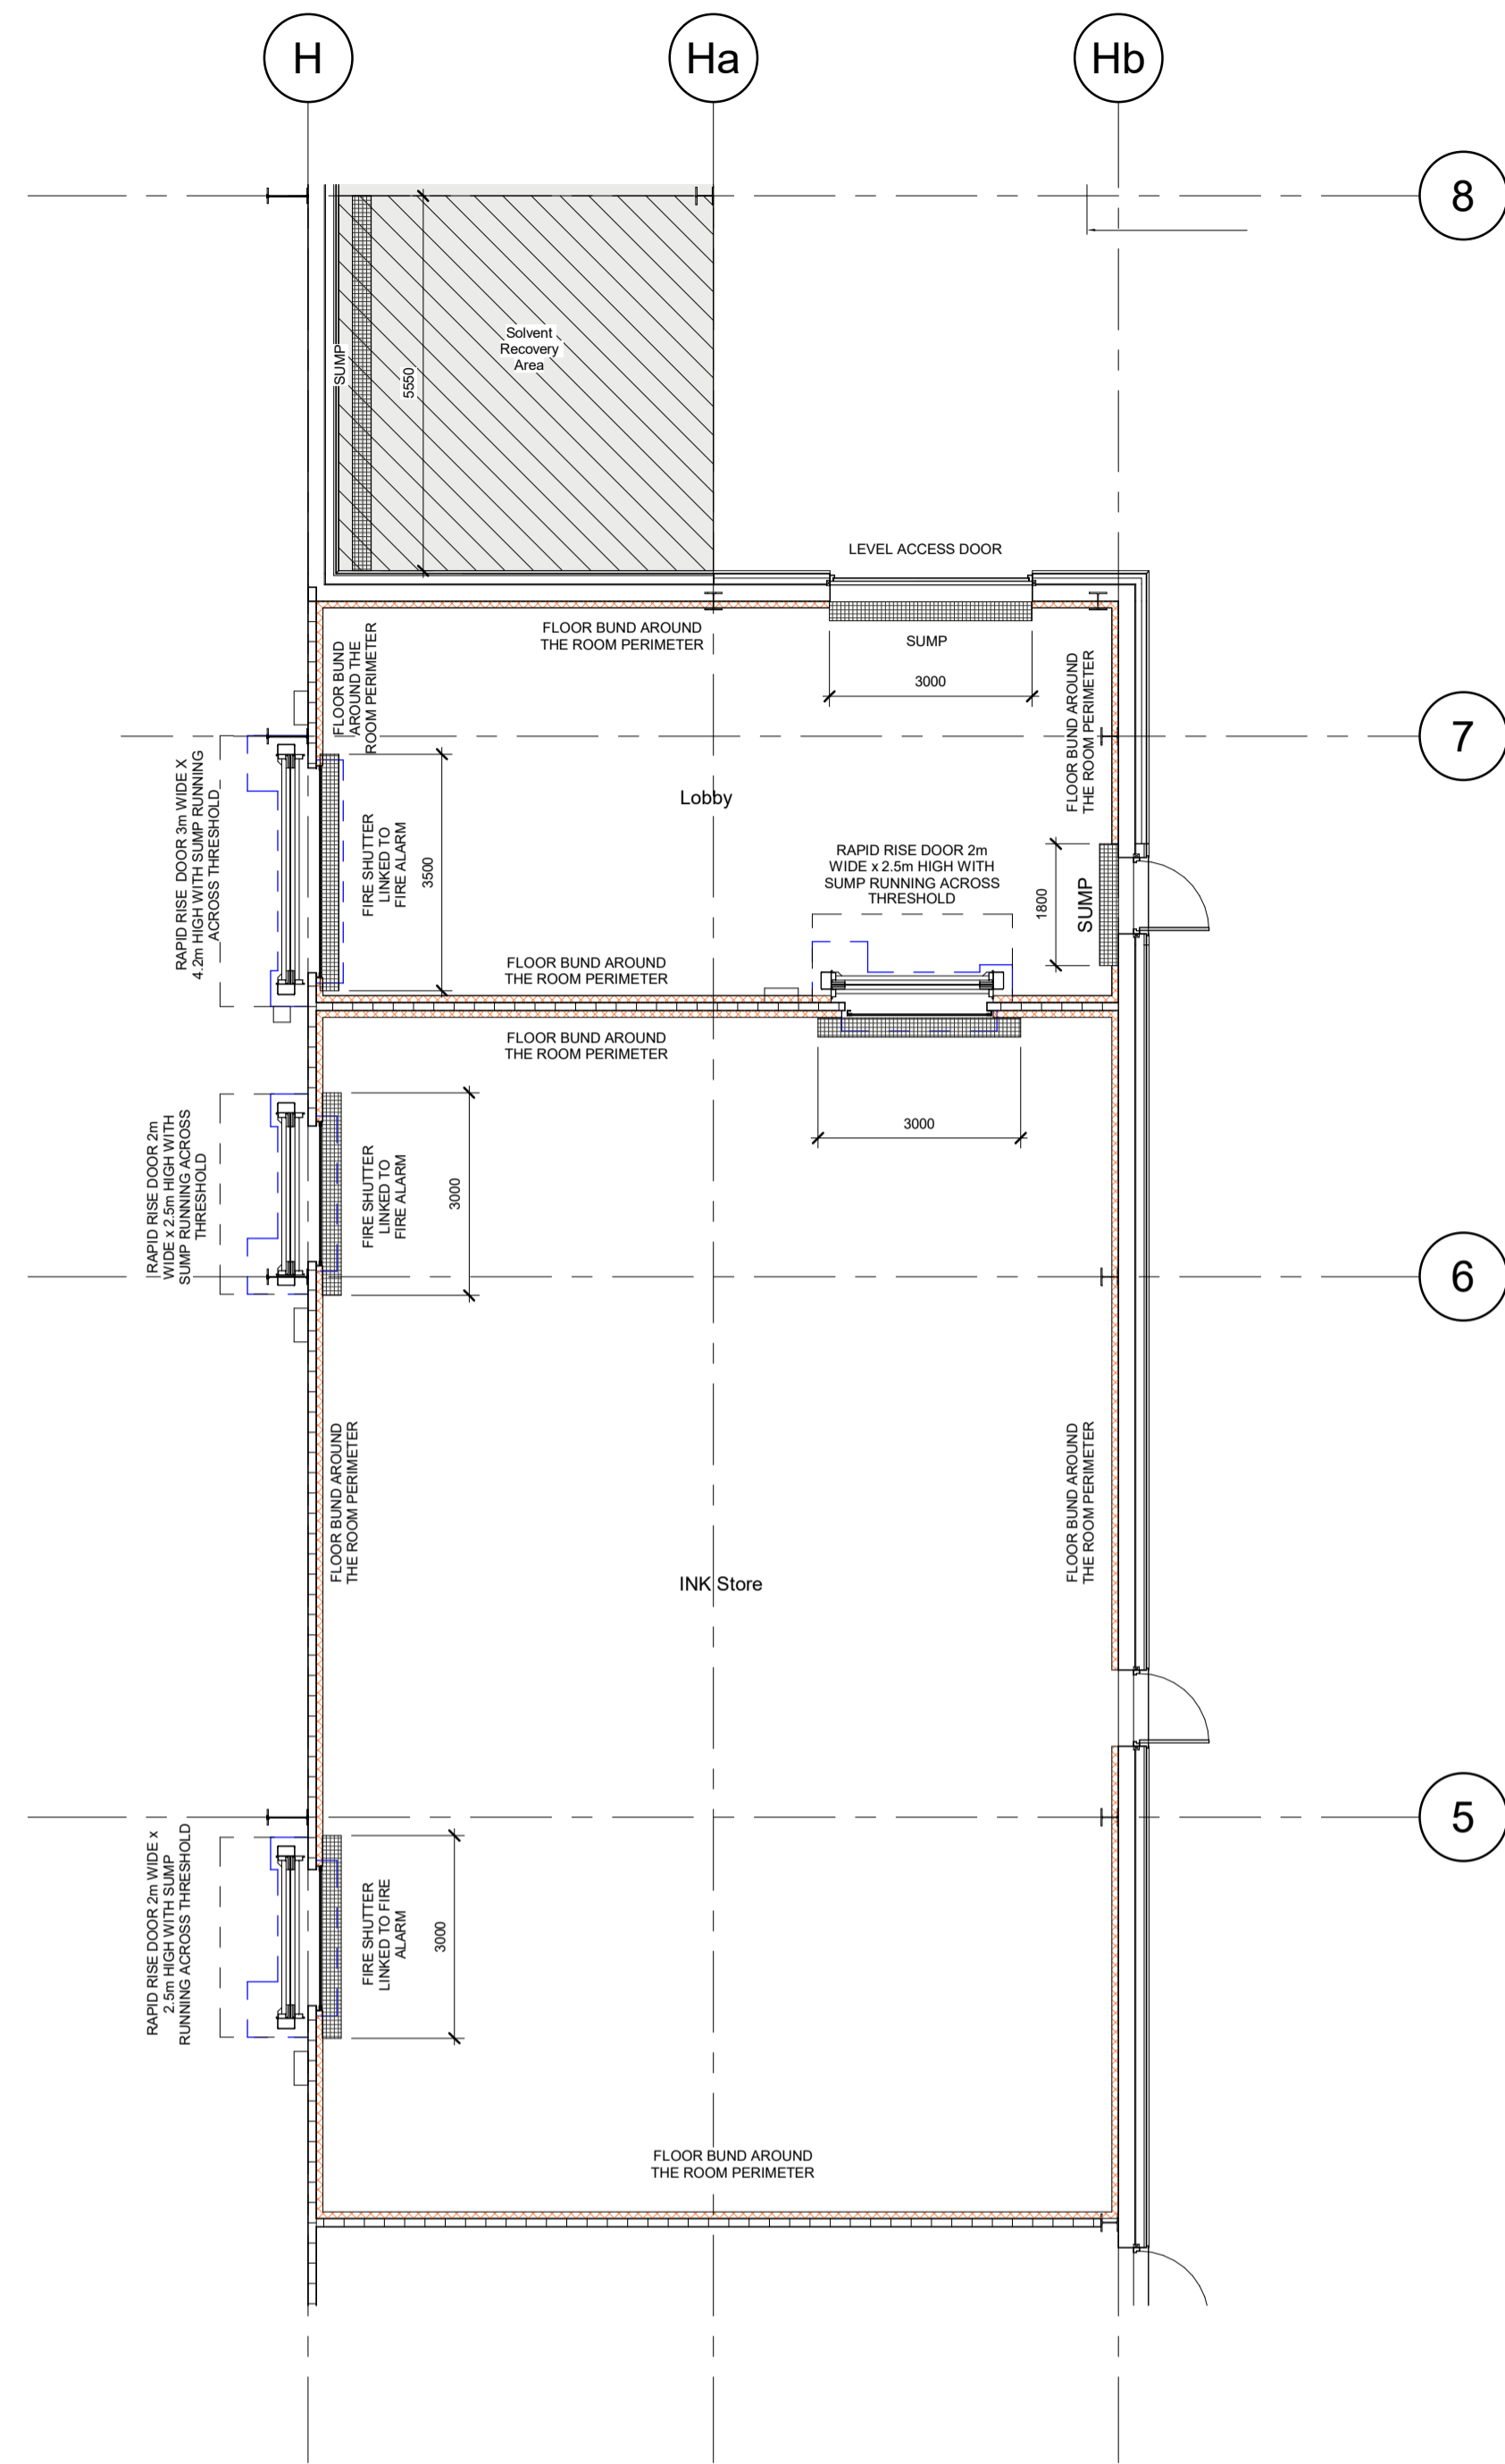 H
Ha
Hb
8
Solvent
Recovery
Area
SUMP
5550
LEVEL ACCESS DOOR
FLOOR BUND AROUND
THE ROOM PERIMETER
SUMP
3000
FLOOR BUND
AROUND THE
ROOM PERIMETER
FLOOR BUND AROUND
THE ROOM PERIMETER
7
RAPID RISE DOOR 3m WIDE X
4.2m HIGH WITH SUMP RUNNING
ACROSS THRESHOLD
FIRE SHUTTER
LINKED TO
FIRE ALARM
3500
Lobby
RAPID RISE DOOR 2m
WIDE x 2.5m HIGH WITH
SUMP RUNNING ACROSS
THRESHOLD
1800
SUMP
FLOOR BUND AROUND
THE ROOM PERIMETER
FLOOR BUND AROUND
THE ROOM PERIMETER
3000
RAPID RISE DOOR 2m
WIDE x 2.5m HIGH WITH
SUMP RUNNING ACROSS
THRESHOLD
FIRE SHUTTER
LINKED TO
FIRE ALARM
3000
6
FLOOR BUND AROUND
THE ROOM PERIMETER
INK Store
FLOOR BUND AROUND
THE ROOM PERIMETER
5
RAPID RISE DOOR 2m WIDE x
2.5m HIGH WITH SUMP
RUNNING ACROSS THRESHOLD
FIRE SHUTTER
LINKED TO FIRE
ALARM
3000
FLOOR BUND AROUND
THE ROOM PERIMETER